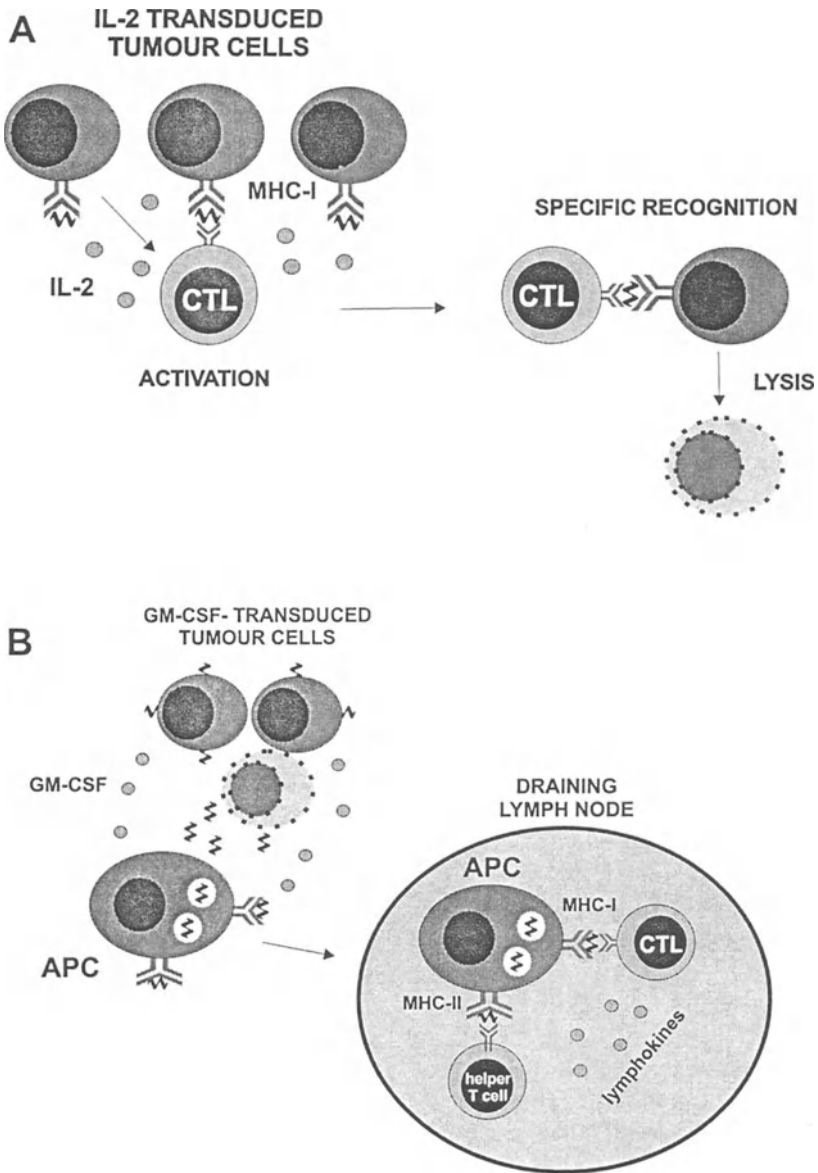 A
IL-2 TRANSDUCED
TUMOUR CELLS
MHC-I
IL-2
CTL
ACTIVATION
SPECIFIC RECOGNITION
CTL
LYSIS
B
GM-CSF- TRANSDUCED
TUMOUR CELLS
GM-CSF
APC
DRAINING
LYMPH NODE
APC
MHC-I
CTL
MHC-II
helper
T cell
lymphokines